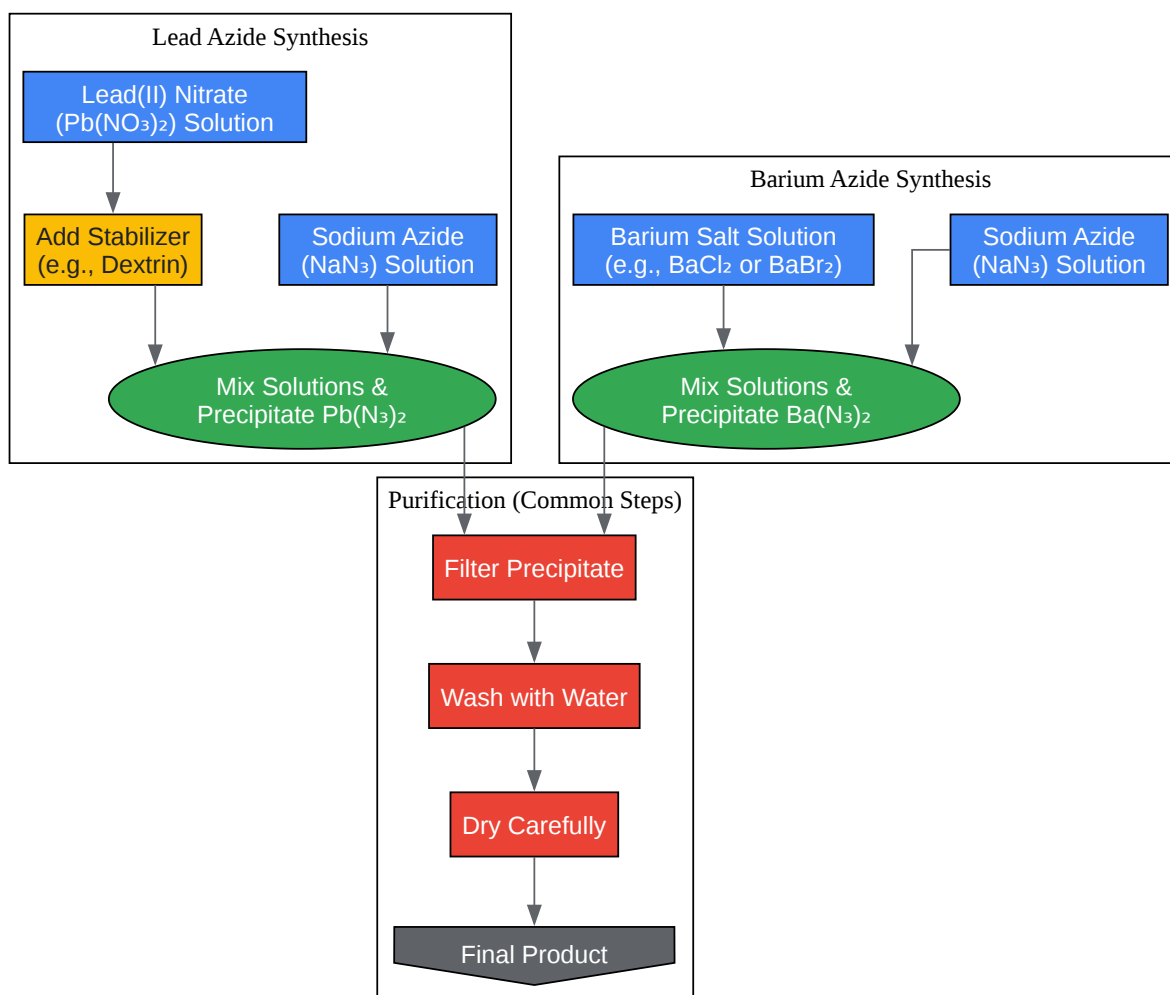 Lead Azide Synthesis
Lead(II) Nitrate
(Pb(NO₃)₂) Solution
Add Stabilizer
(e.g., Dextrin)
Sodium Azide
(NaN₃) Solution
Mix Solutions &
Precipitate Pb(N₃)₂
Barium Azide Synthesis
Barium Salt Solution
(e.g., BaCl₂ or BaBr₂)
Sodium Azide
(NaN₃) Solution
Mix Solutions &
Precipitate Ba(N₃)₂
Purification (Common Steps)
Filter Precipitate
Wash with Water
Dry Carefully
Final Product